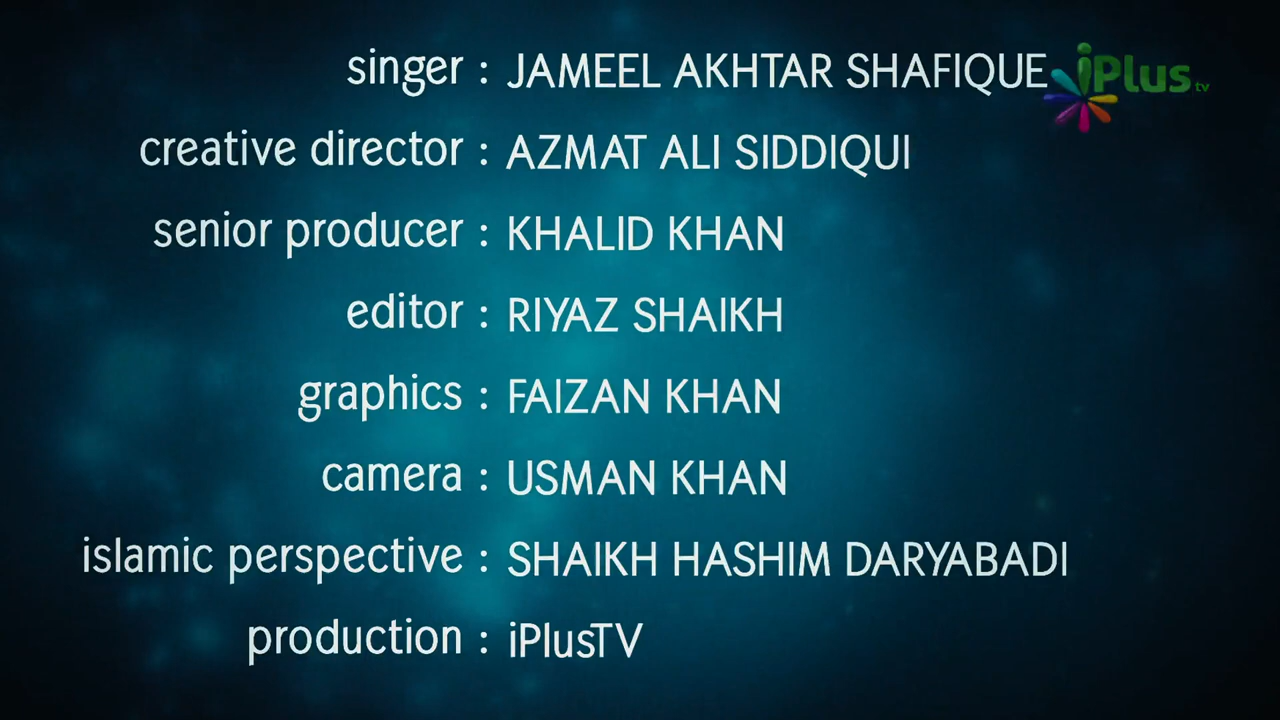 singer : JAMEEL AKHTAR SHAFIQUE
iPlus tv
creative director : AZMAT ALI SIDDIQUI
senior producer : KHALID KHAN
editor : RIYAZ SHAIKH
graphics : FAIZAN KHAN
camera : USMAN KHAN
islamic perspective : SHAIKH HASHIM DARYABADI
production : iPlusTV